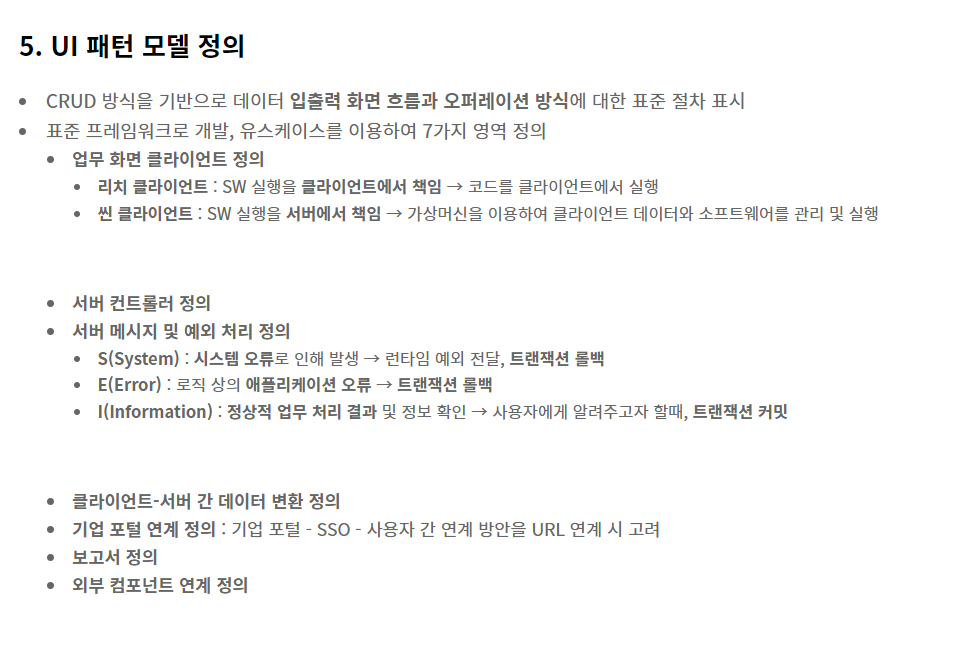 5. UI 패턴 모델 정의
• CRUD 방식을 기반으로 데이터 입출력 화면 흐름과 오퍼레이션 방식에 대한 표준 절차 표시
• 표준 프레임워크로 개발, 유스케이스를 이용하여 7가지 영역 정의
• 업무 화면 클라이언트 정의
• 리치 클라이언트 : SW 실행을 클라이언트에서 책임 → 코드를 클라이언트에서 실행
• 씬 클라이언트 : SW 실행을 서버에서 책임 → 가상머신을 이용하여 클라이언트 데이터와 소프트웨어를 관리 및 실행
• 서버 컨트롤러 정의
• 서버 메시지 및 예외 처리 정의
• S(System) : 시스템 오류로 인해 발생 → 런타임 예외 전달, 트랜잭션 롤백
• E(Error) : 로직 상의 애플리케이션 오류 → 트랜잭션 롤백
• I(Information) : 정상적 업무 처리 결과 및 정보 확인 → 사용자에게 알려주고자 할때, 트랜잭션 커밋
• 클라이언트-서버 간 데이터 변환 정의
• 기업 포털 연계 정의 : 기업 포털 - SSO - 사용자 간 연계 방안을 URL 연계 시 고려
• 보고서 정의
• 외부 컴포넌트 연계 정의